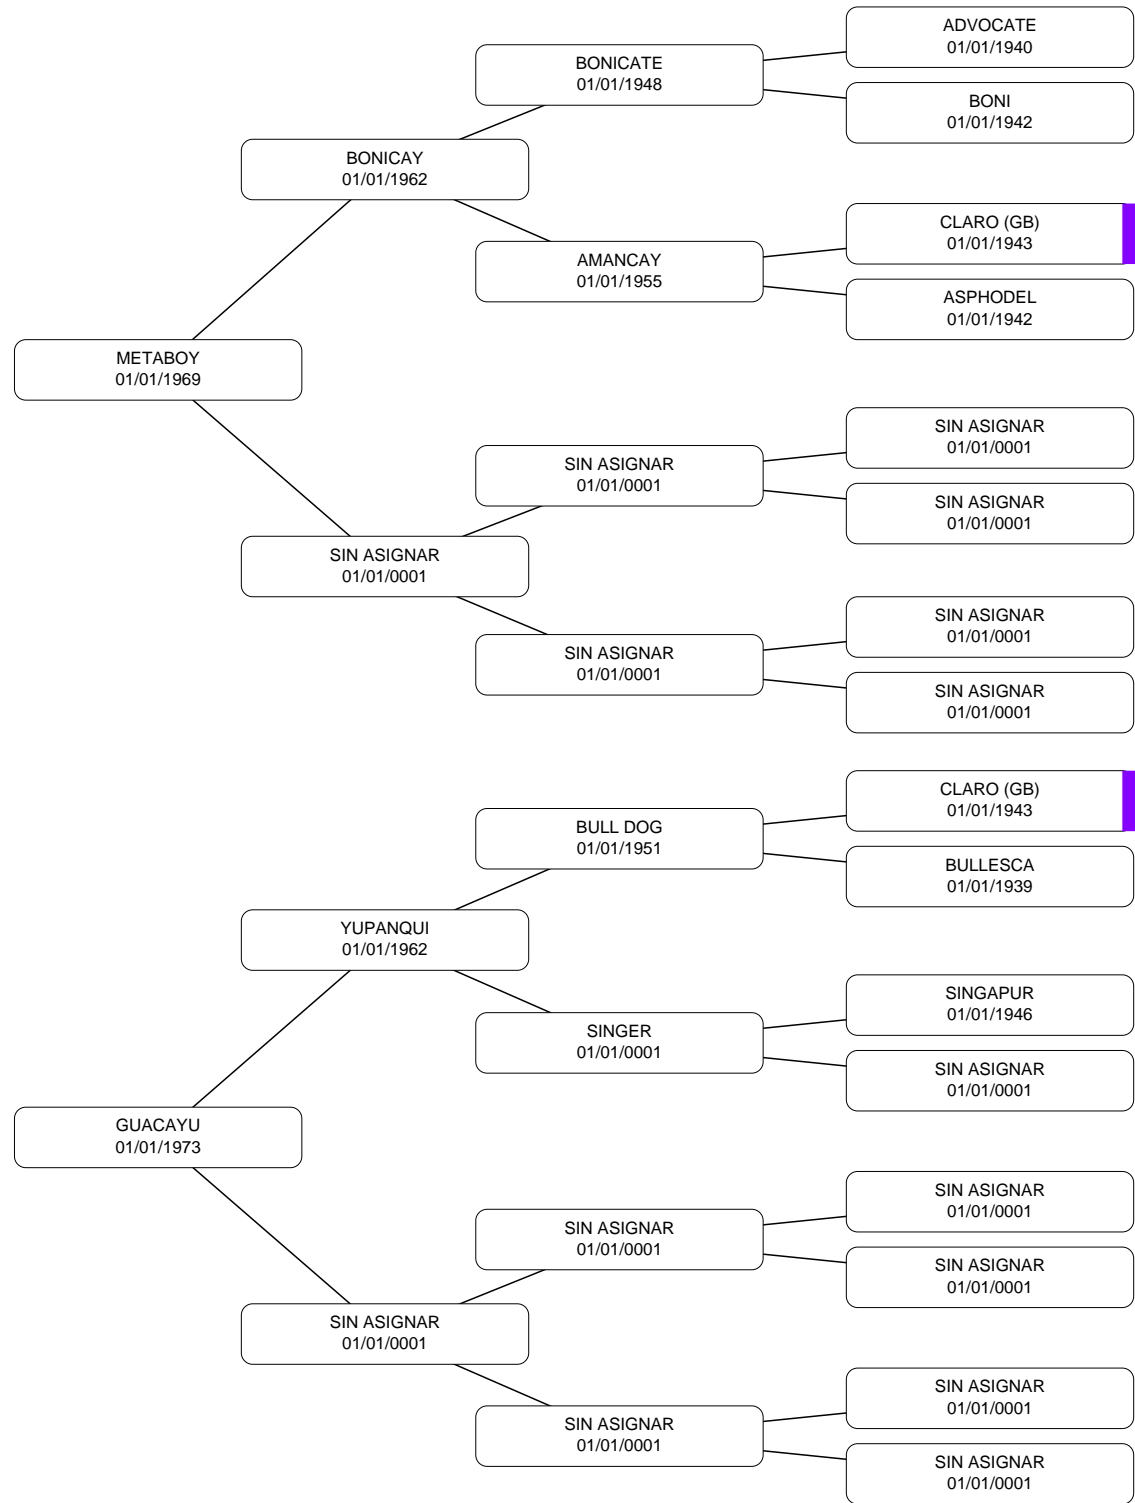 ADVOCATE
01/01/1940
BONICATE
01/01/1948
BONI
01/01/1942
BONICAY
01/01/1962
CLARO (GB)
01/01/1943
AMANCAY
01/01/1955
ASPHODEL
01/01/1942
METABOY
01/01/1969
SIN ASIGNAR
01/01/0001
SIN ASIGNAR
01/01/0001
SIN ASIGNAR
01/01/0001
SIN ASIGNAR
01/01/0001
SIN ASIGNAR
01/01/0001
SIN ASIGNAR
01/01/0001
SIN ASIGNAR
01/01/0001
CLARO (GB)
01/01/1943
BULL DOG
01/01/1951
BULLESCA
01/01/1939
YUPANQUI
01/01/1962
SINGAPUR
01/01/1946
SINGER
01/01/0001
SIN ASIGNAR
01/01/0001
GUACAYU
01/01/1973
SIN ASIGNAR
01/01/0001
SIN ASIGNAR
01/01/0001
SIN ASIGNAR
01/01/0001
SIN ASIGNAR
01/01/0001
SIN ASIGNAR
01/01/0001
SIN ASIGNAR
01/01/0001
SIN ASIGNAR
01/01/0001